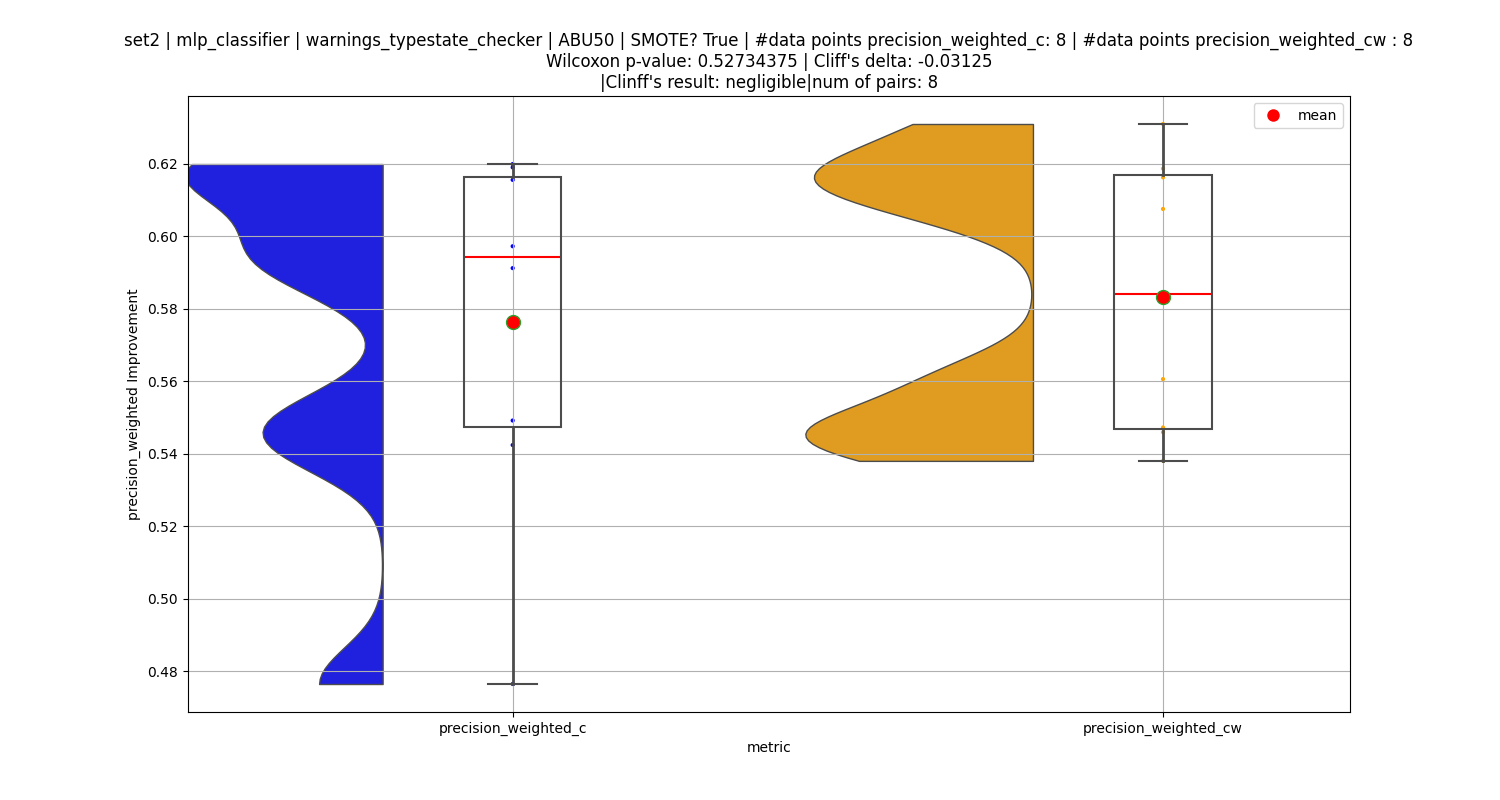 set2 | mlp_classifier | warnings_typestate_checker | ABU50 | SMOTE? True | #data points precision_weighted_c: 8 | #data points precision_weighted_cw : 8
Wilcoxon p-value: 0.52734375 | Cliff's delta: -0.03125
|Clinff's result: negligible|num of pairs: 8
mean
precision_weighted Improvement
0.62
0.60
0.58
0.56
0.54
0.52
0.50
0.48
precision_weighted_c
precision_weighted_cw
metric